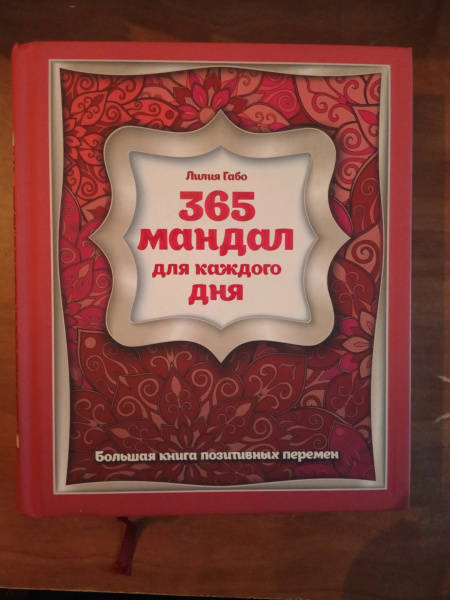 Лилия Габо
365
мандал
для каждого
дня
Большая книга позитивных перемен